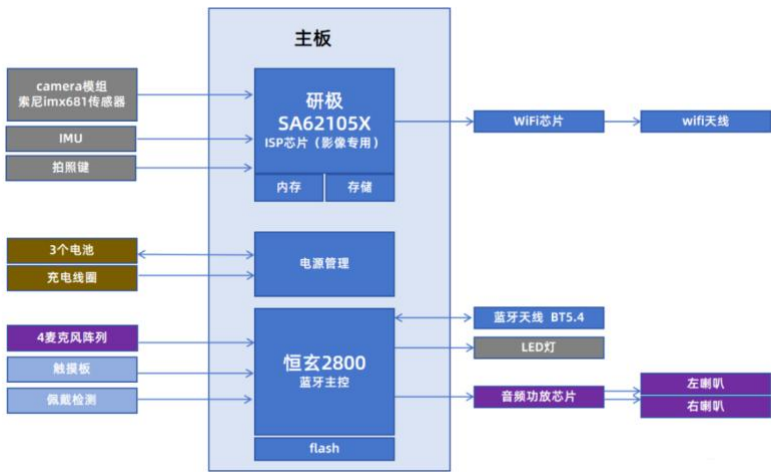 主板
camera模组
索尼imx681传感器
IMU
拍照键
研极
SA62105X
ISP芯片（影像专用）
内存
存储
WiFi芯片
wifi天线
3个电池
充电线圈
电源管理
4麦克风阵列
触摸板
佩戴检测
恒玄2800
蓝牙主控
flash
蓝牙天线 BT5.4
LED灯
音频功放芯片
左喇叭
右喇叭